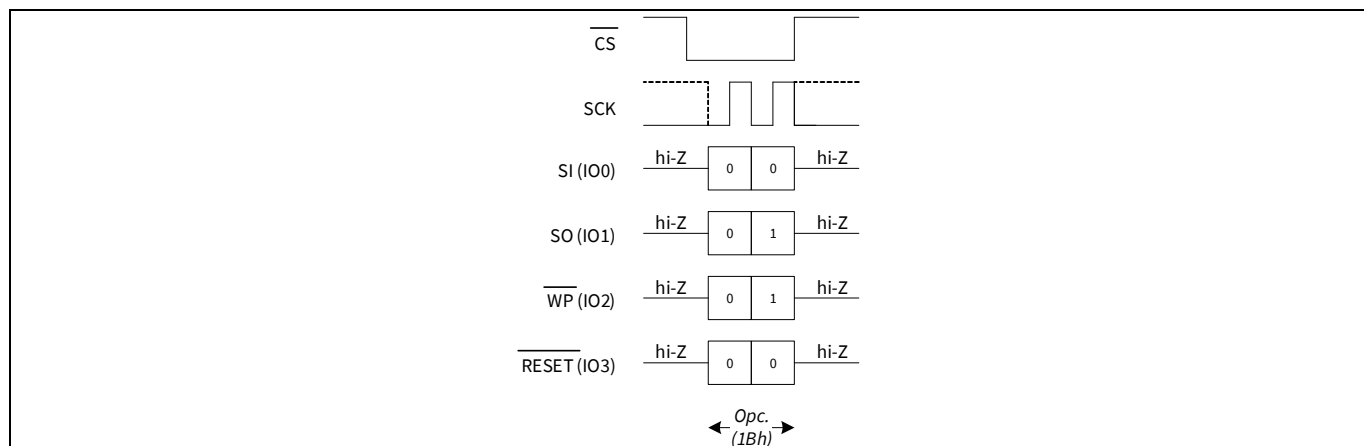 CS
SCK
hi-Z 0 0 hi-Z
SI (IO0)
hi-Z 0 1 hi-Z
SO (IO1)
hi-Z 0 1 hi-Z
WP (IO2)
hi-Z 0 0 hi-Z
RESET (IO3)
Opc.
(1Bh)